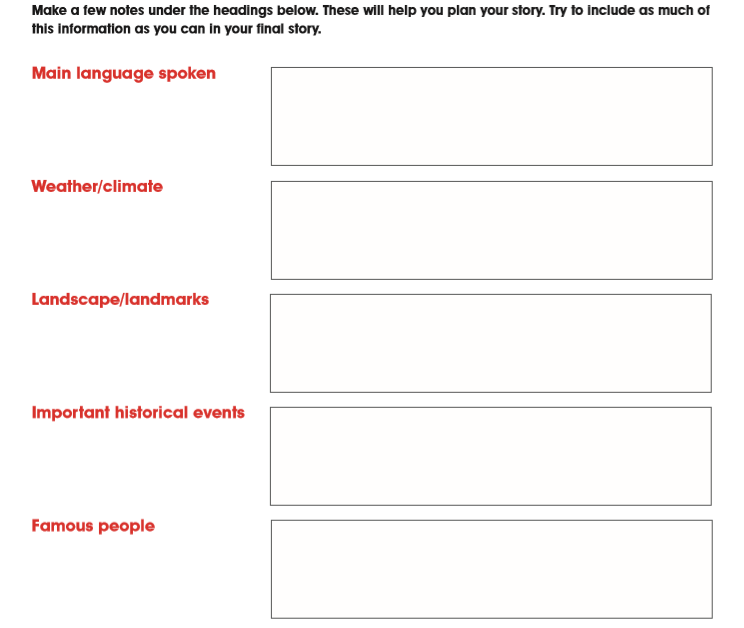 Make a few notes under the headings below. These will help you plan your story. Try to include as much of
this information as you can in your final story.
Main language spoken
Weather/climate
Landscape/landmarks
Important historical events
Famous people